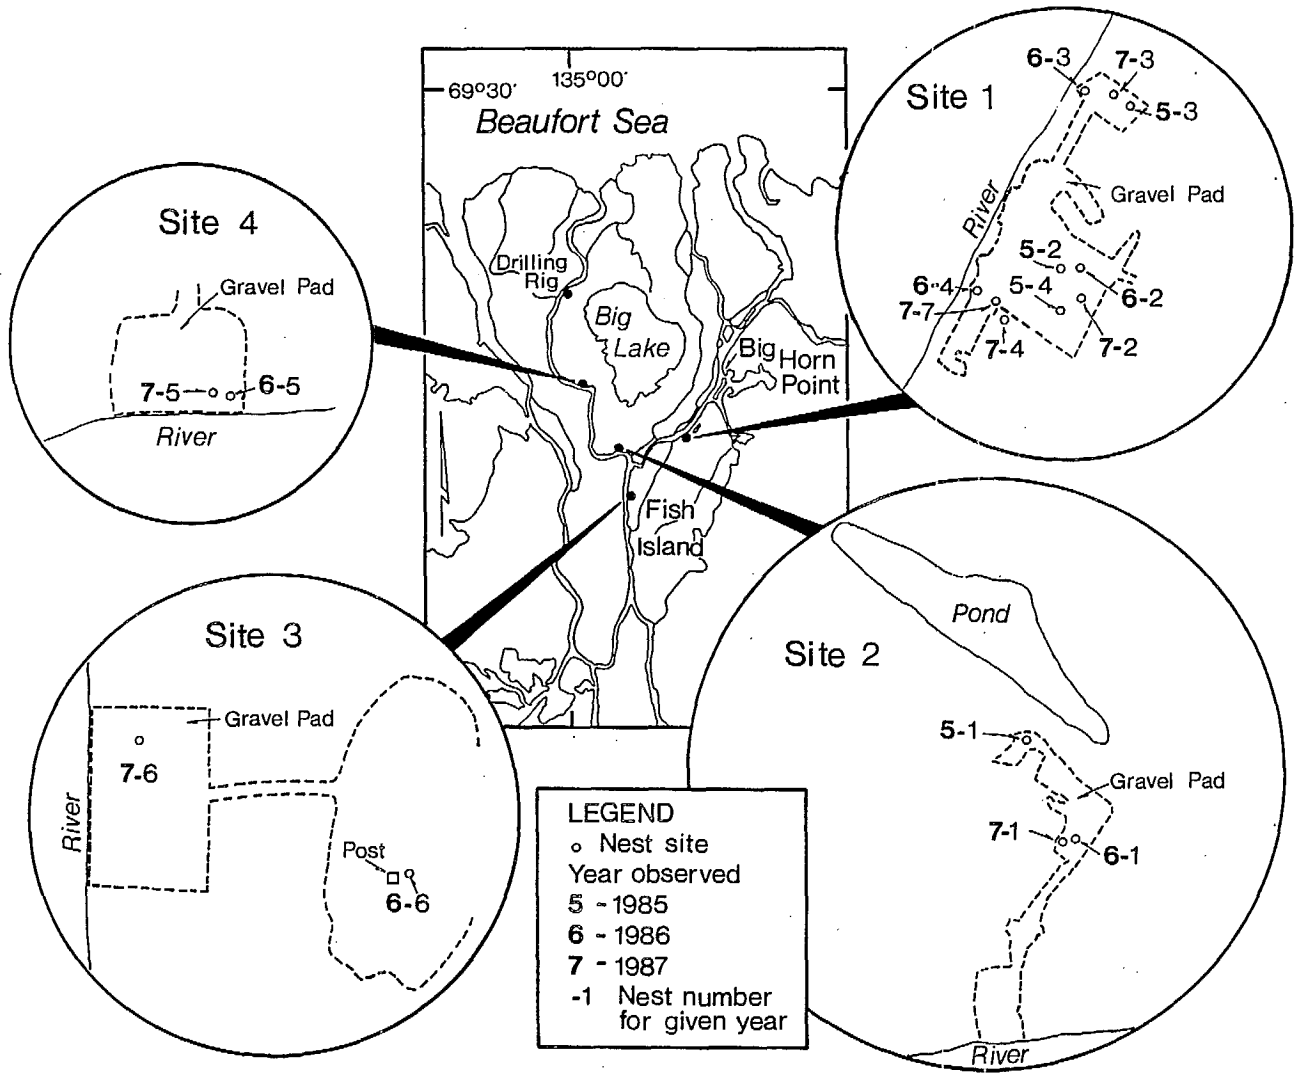 135°00'
69°30'
Beaufort Sea
Drilling
Rig
Big
Lake
Big Horn
Point
Fish
Island
Site 1
6-3
7-3
5-3
River
Gravel Pad
5-2
6-4
5-4
6-2
7-7
7-4
7-2
Site 4
Gravel Pad
7-5
6-5
River
Site 3
Gravel Pad
7-6
River
Post
6-6
Site 2
Pond
5-1
Gravel Pad
7-1
6-1
River
LEGEND
Nest site
Year observed
5 - 1985
6 - 1986
7 - 1987
-1 Nest number
for given year